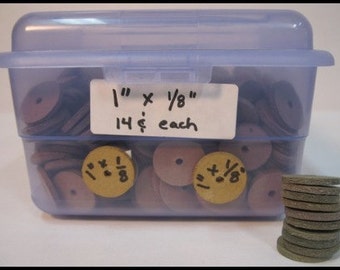 1" x 1/8"
14¢ each
1" x 1/8
1" x 1/8"